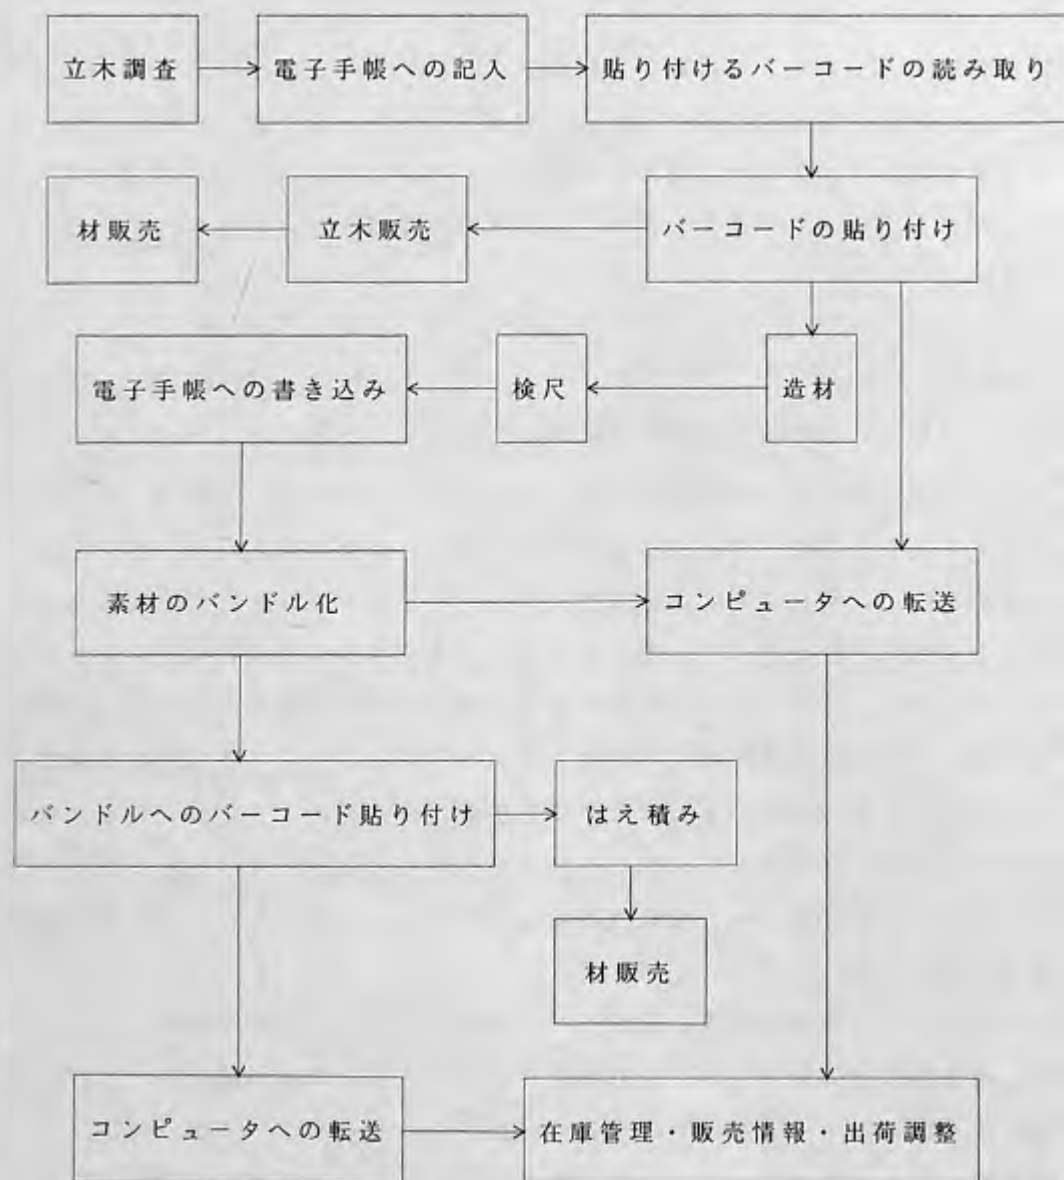 立木調査
電子手帳への記入
貼り付けるバーコードの読み取り
材販売
立木販売
バーコードの貼り付け
電子手帳への書き込み
検尺
造材
素材のバンドル化
コンピュータへの転送
バンドルへのバーコード貼り付け
はえ積み
材販売
コンピュータへの転送
在庫管理・販売情報・出荷調整